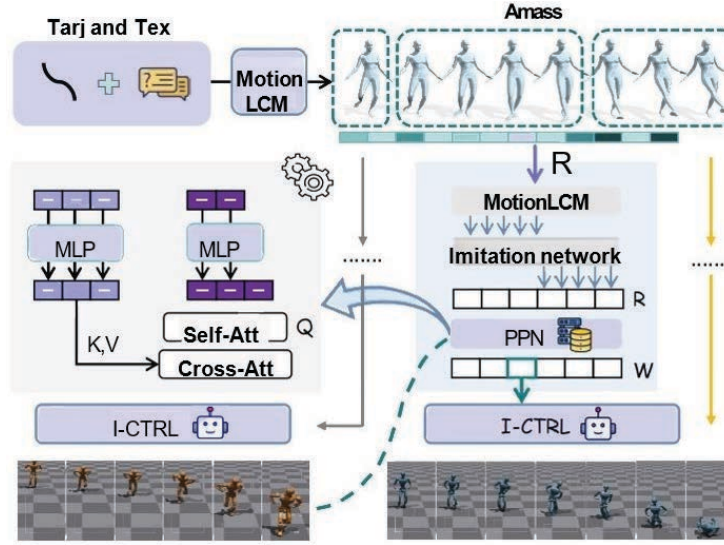 Tarj and Tex
Amass
Motion
LCM
R
MotionLCM
MLP
MLP
Imitation network
R
K,V
Self-Att
Q
PPN
Cross-Att
W
I-CTRL
I-CTRL